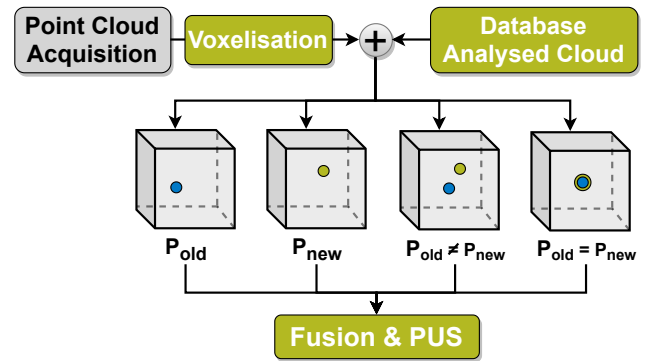 Point Cloud
Acquisition
Voxelisation
+
Database
Analysed Cloud
P_old
P_new
P_old ≠ P_new
P_old = P_new
Fusion & PUS